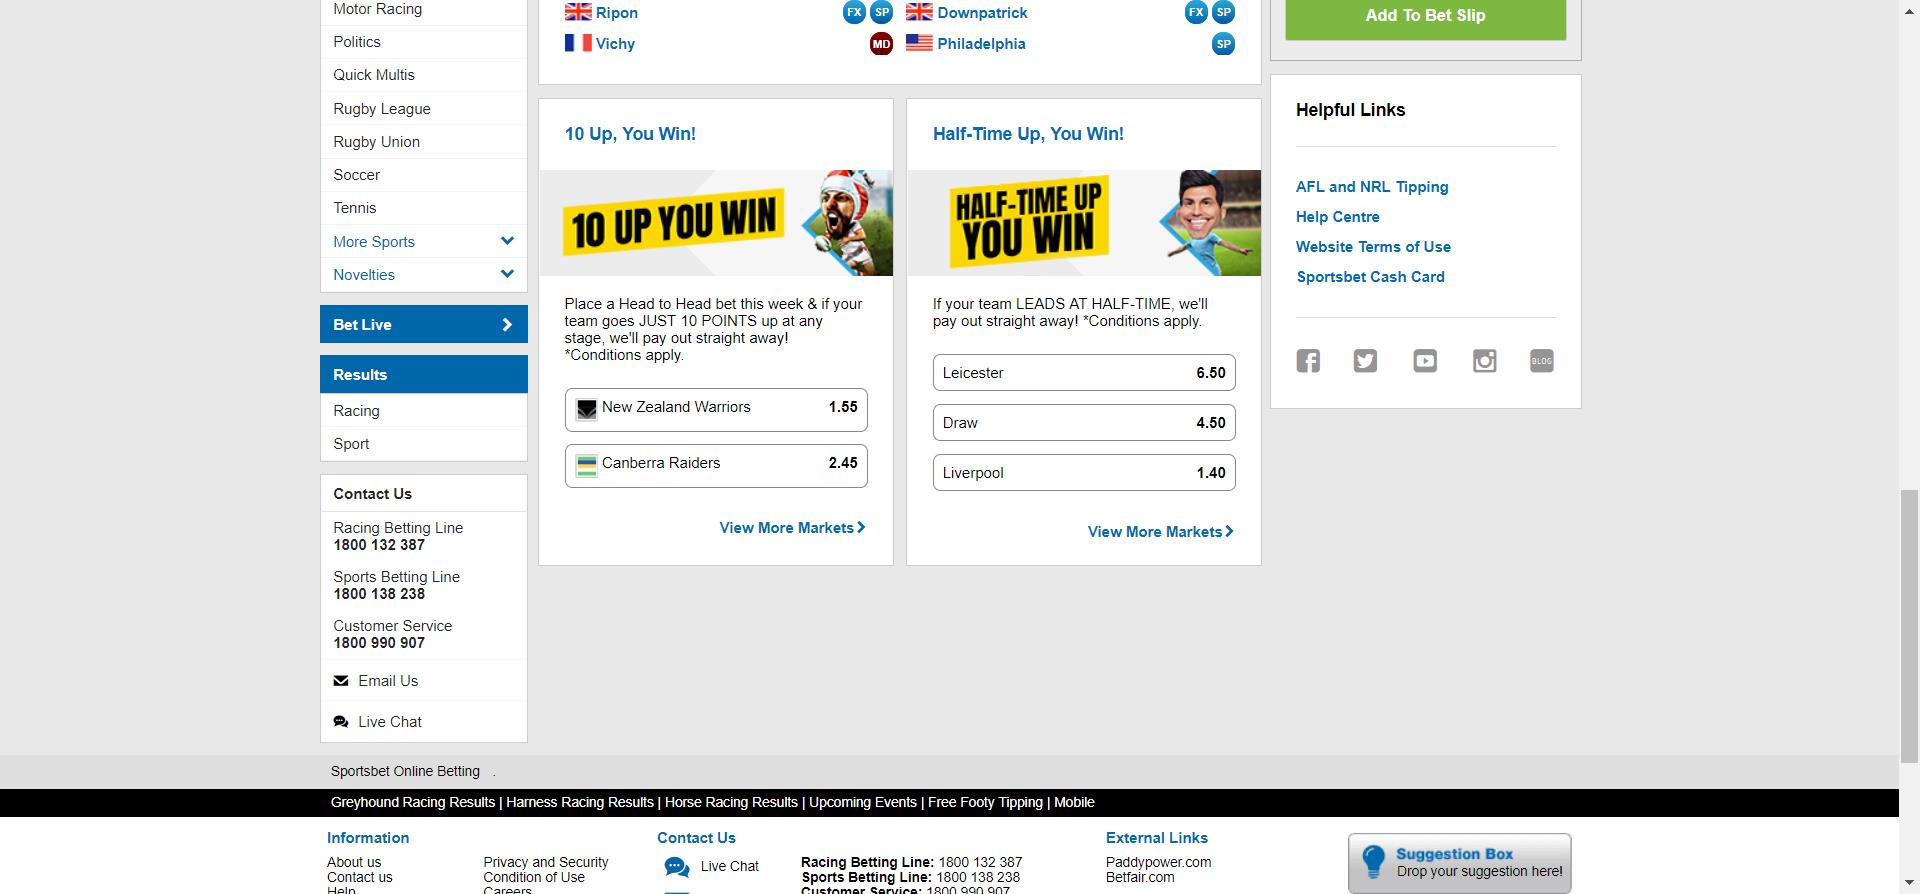 Motor Racing
Politics
Quick Multis
Rugby League
Rugby Union
Soccer
Tennis
More Sports
Novelties
Bet Live
Results
Racing
Sport
Contact Us
Racing Betting Line
1800 132 387
Sports Betting Line
1800 138 238
Customer Service
1800 990 907
Email Us
Live Chat
Ripon FX SP
Downpatrick FX SP
Vichy MD
Philadelphia SP
10 Up, You Win!
10 UP YOU WIN
Place a Head to Head bet this week & if your
team goes JUST 10 POINTS up at any
stage, we'll pay out straight away!
*Conditions apply.
New Zealand Warriors 1.55
Canberra Raiders 2.45
View More Markets
Half-Time Up, You Win!
HALF-TIME UP
YOU WIN
If your team LEADS AT HALF-TIME, we'll
pay out straight away! *Conditions apply.
Leicester 6.50
Draw 4.50
Liverpool 1.40
View More Markets
Add To Bet Slip
Helpful Links
AFL and NRL Tipping
Help Centre
Website Terms of Use
Sportsbet Cash Card
BLOG
Sportsbet Online Betting .
Greyhound Racing Results | Harness Racing Results | Horse Racing Results | Upcoming Events | Free Footy Tipping | Mobile
Information
About us
Contact us
Help
Privacy and Security
Condition of Use
Careers
Contact Us
Live Chat
Racing Betting Line: 1800 132 387
Sports Betting Line: 1800 138 238
Customer Service: 1800 990 907
External Links
Paddypower.com
Betfair.com
Suggestion Box
Drop your suggestion here!